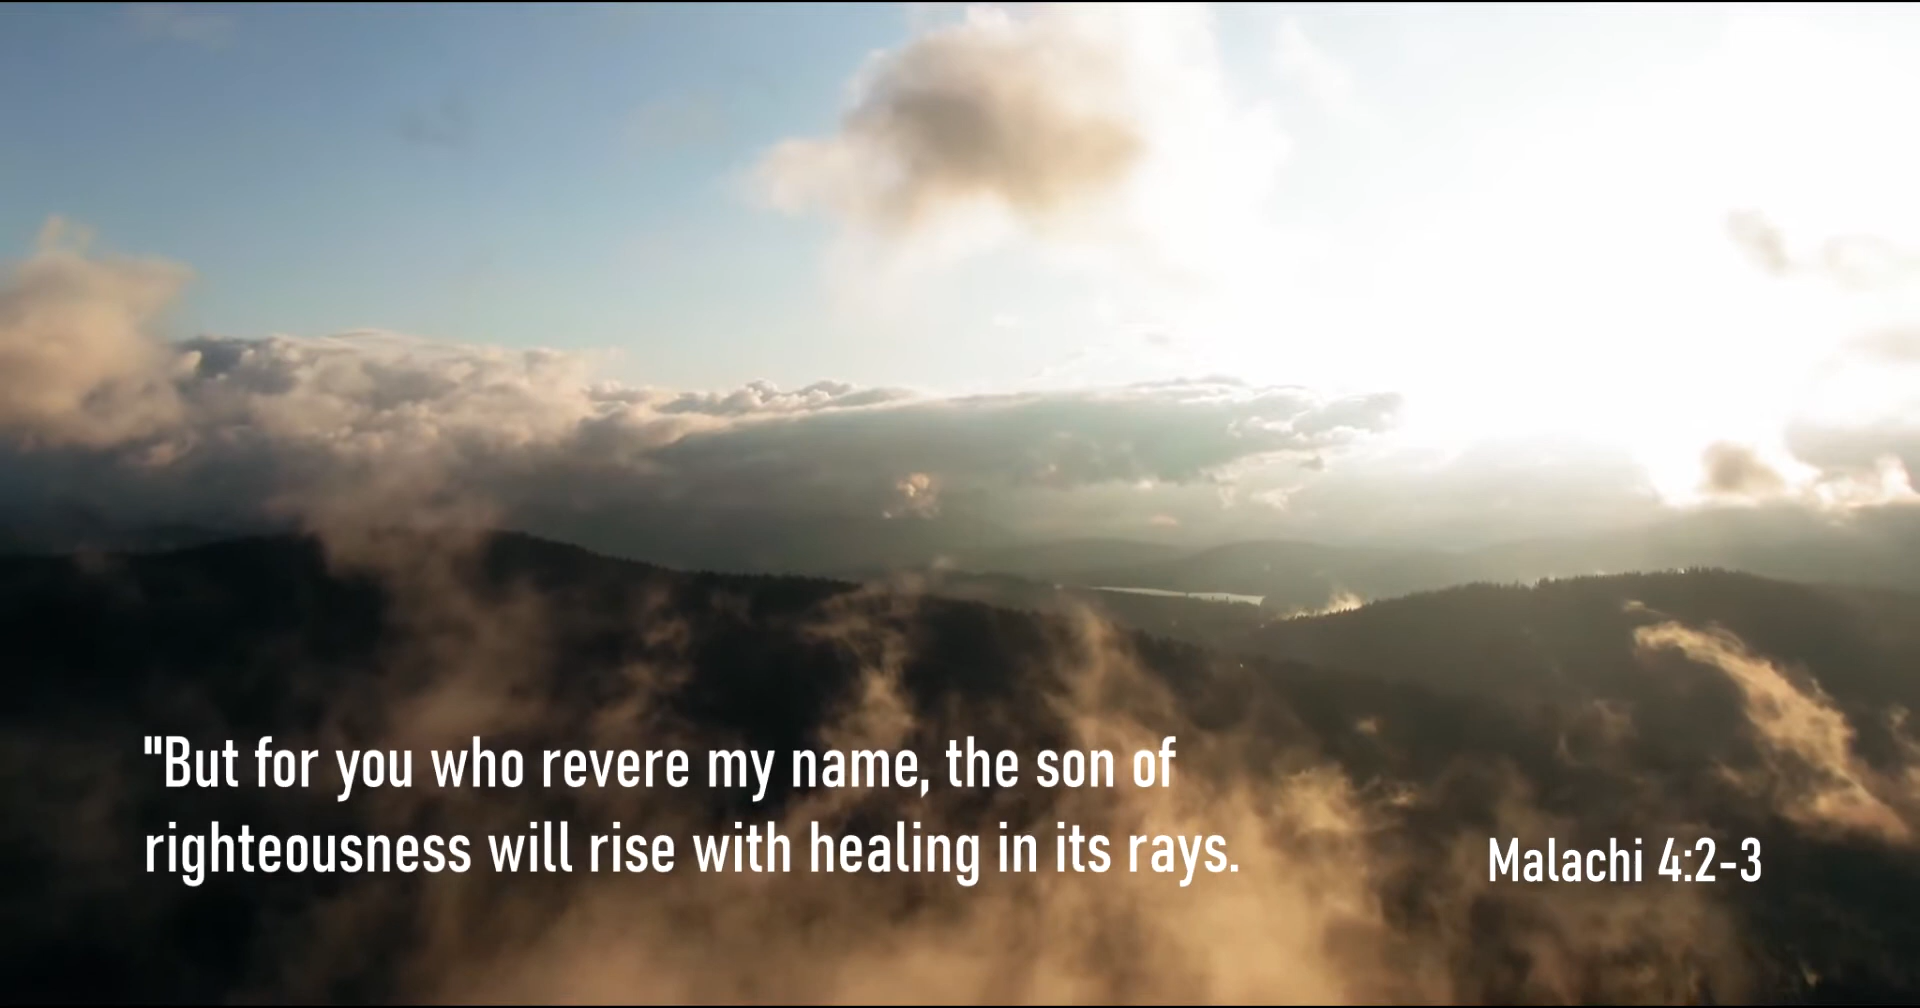 "But for you who revere my name, the son of
righteousness will rise with healing in its rays.
Malachi 4:2-3